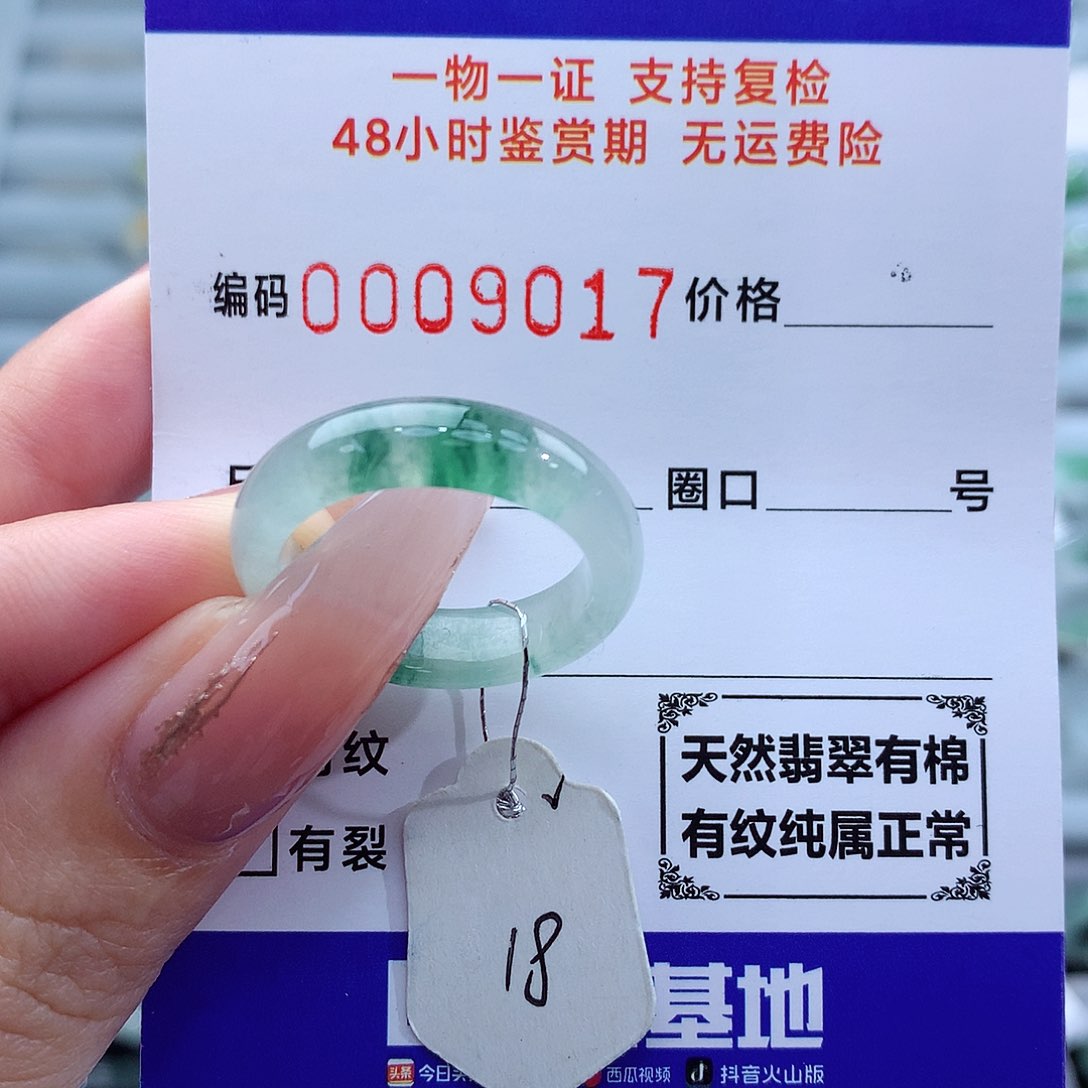 一物一证 支持复检
48小时鉴赏期 无运费险
编码0009017价格
圈口 号
纹
天然翡翠有棉
有裂
有纹纯属正常
18
基地
头条 今日头 西瓜视频 抖音火山版